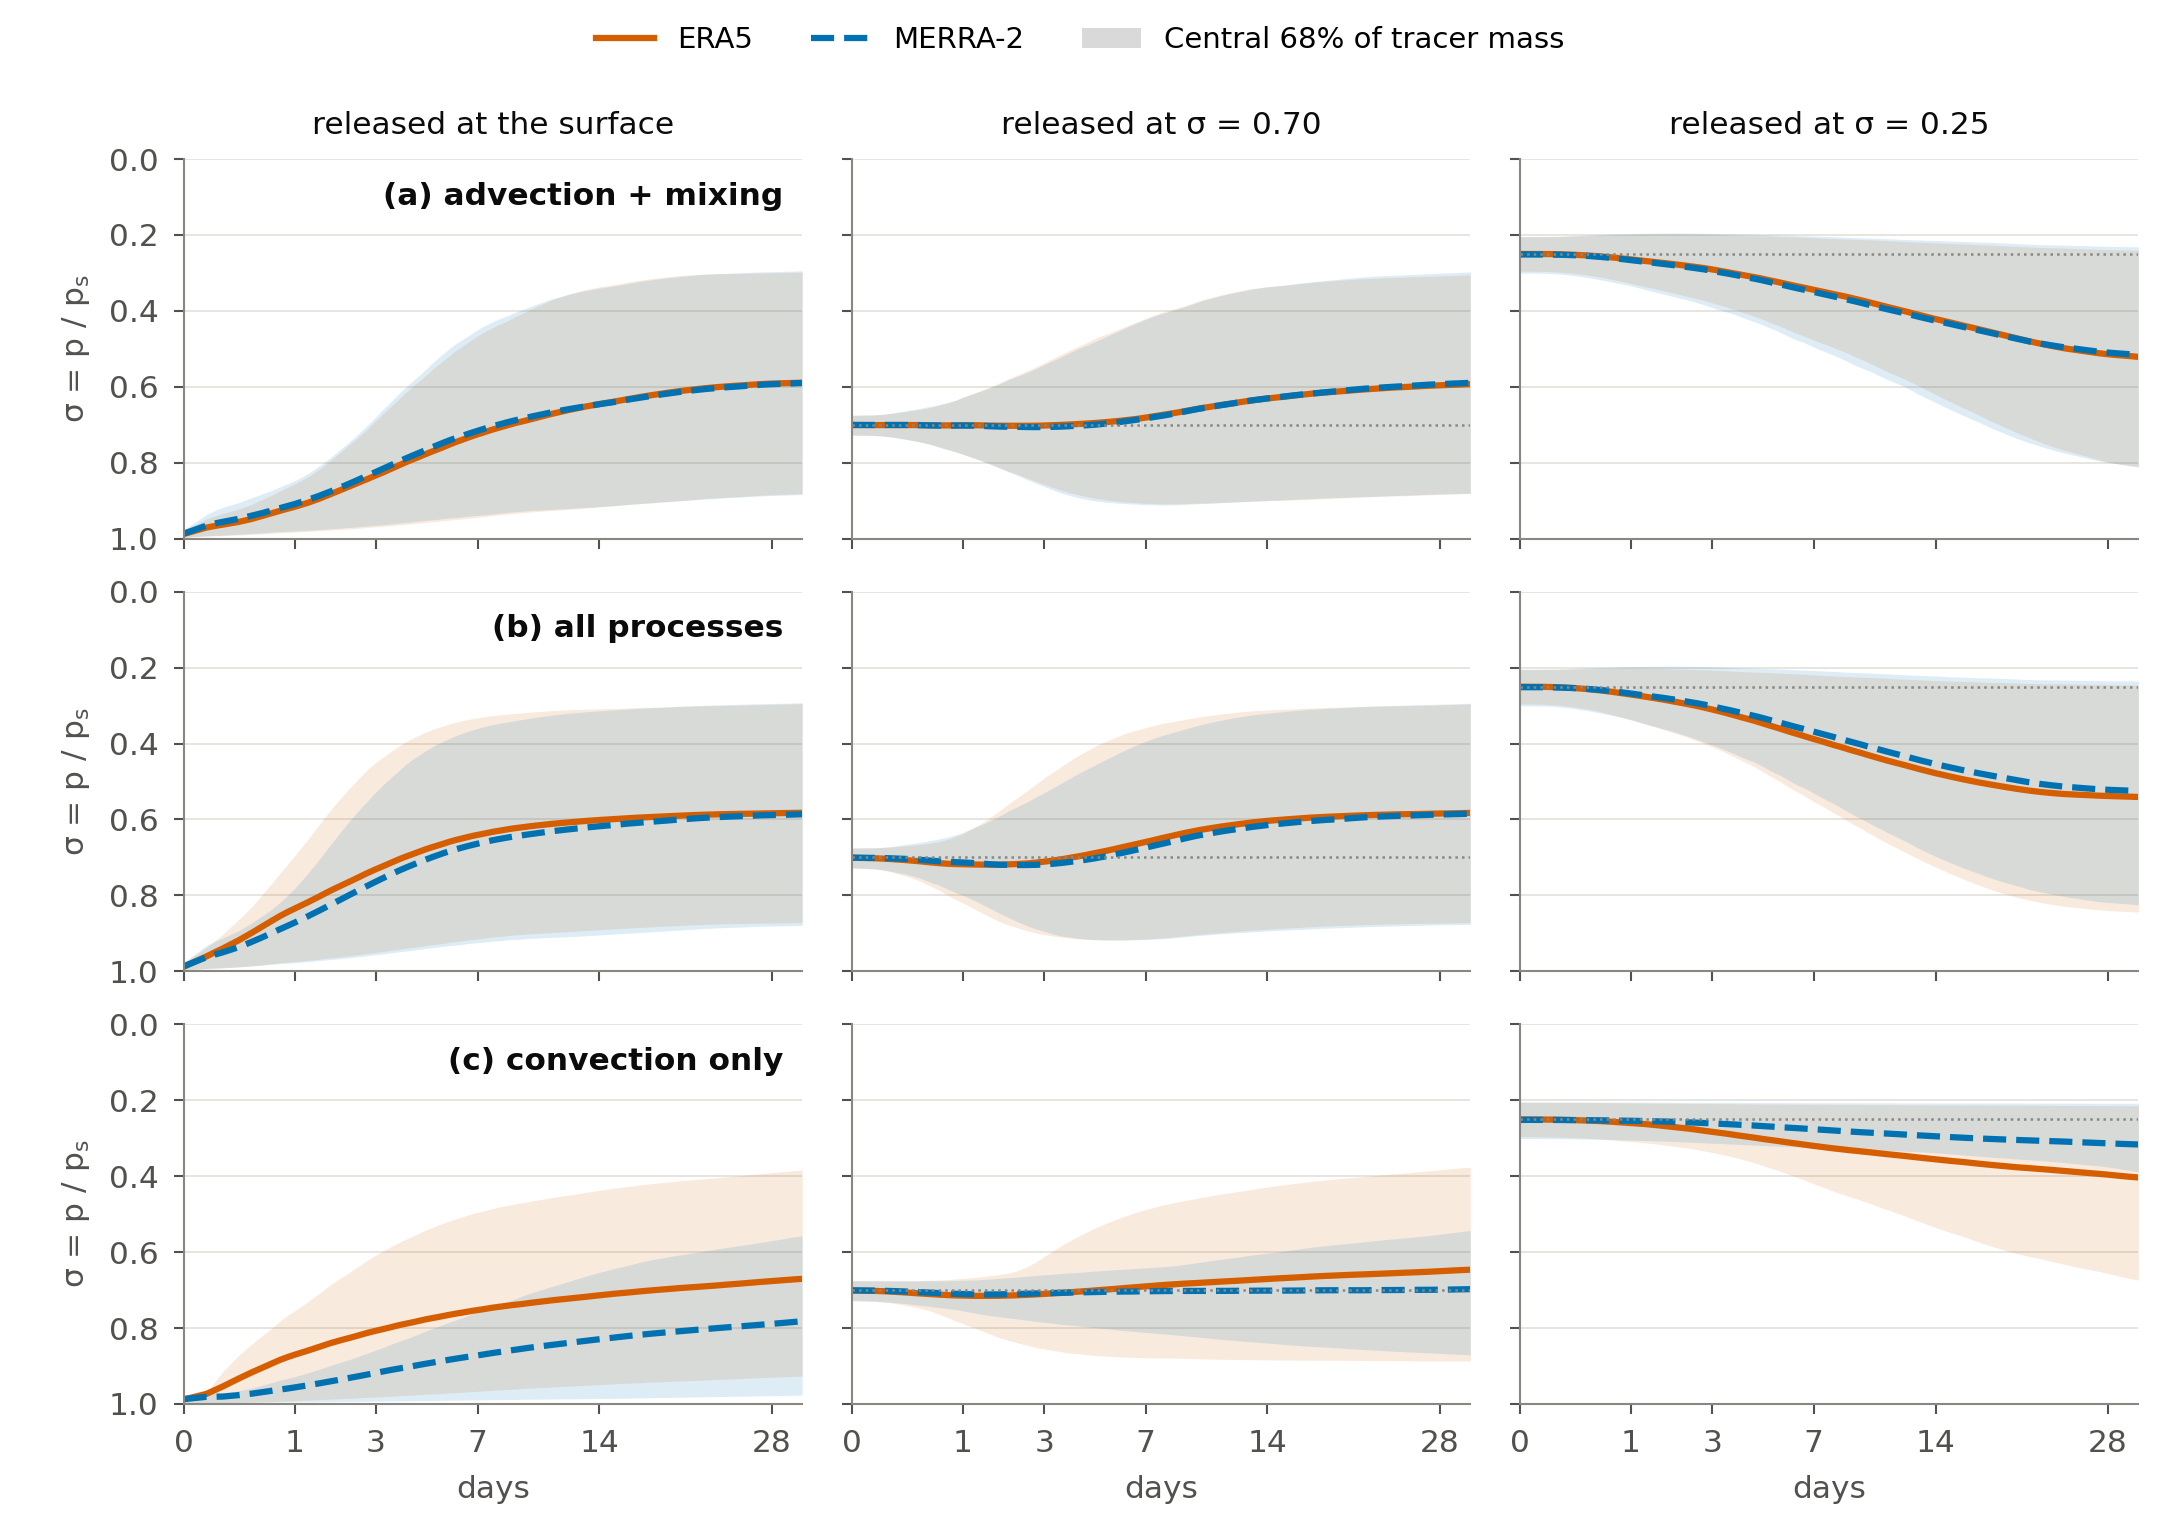 ERA5 MERRA-2 Central 68% of tracer mass
released at the surface released at σ = 0.70 released at σ = 0.25
(a) advection + mixing
0.0
0.2
0.4
0.6
0.8
1.0
σ = p / pₛ
(b) all processes
0.0
0.2
0.4
0.6
0.8
1.0
σ = p / pₛ
(c) convection only
0.0
0.2
0.4
0.6
0.8
1.0
σ = p / pₛ
0 1 3 7 14 28 0 1 3 7 14 28 0 1 3 7 14 28
days days days